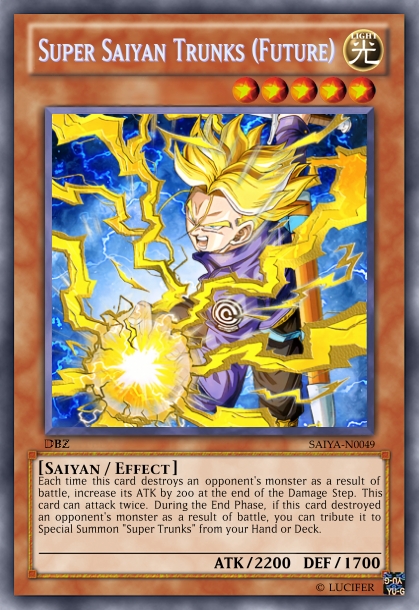 SUPER SAIYAN TRUNKS (FUTURE)
LIGHT
光
DBZ
SAIYA-N0049
[SAIYAN / EFFECT]
Each time this card destroys an opponent's monster as a result of
battle, increase its ATK by 200 at the end of the Damage Step. This
card can attack twice. During the End Phase, if this card destroyed
an opponent's monster as a result of battle, you can tribute it to
Special Summon "Super Trunks" from your Hand or Deck.
ATK/2200 DEF/1700
© LUCIFER